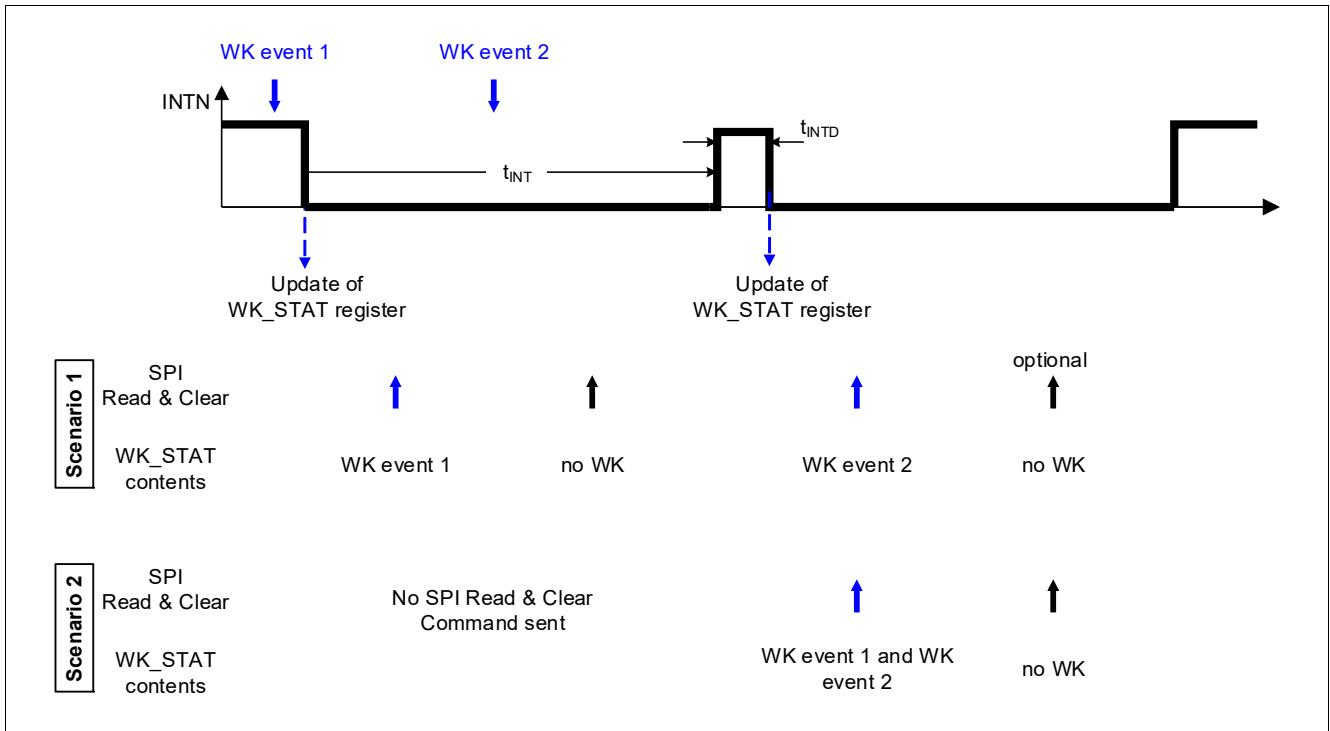 WK event 1
WK event 2
INTN
tINTD
tINT
Update of
WK_STAT register
Update of
WK_STAT register
Scenario 1
SPI
Read & Clear
optional
WK_STAT
contents
WK event 1
no WK
WK event 2
no WK
Scenario 2
SPI
Read & Clear
No SPI Read & Clear
Command sent
WK_STAT
contents
WK event 1 and WK
event 2
no WK